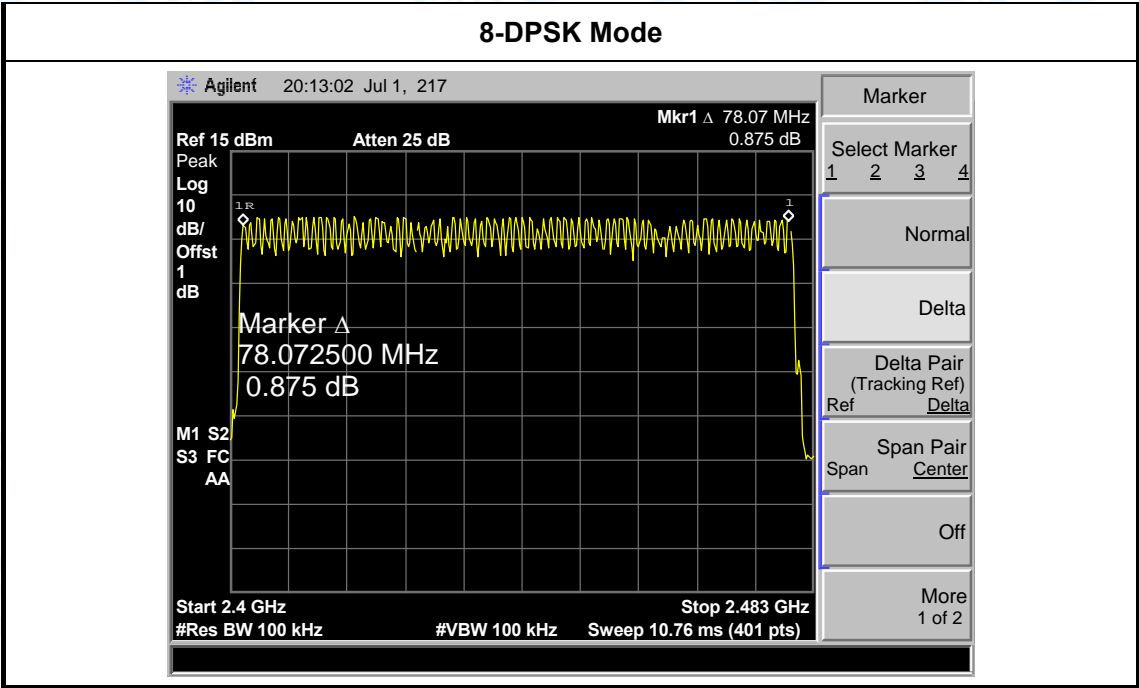 8-DPSK Mode
Agilent 20:13:02 Jul 1, 217
Mkr1 Δ 78.07 MHz
Ref 15 dBm Atten 25 dB 0.875 dB
Peak
Log
10
dB/
Offst
1
dB
1R
1
Marker Δ
78.072500 MHz
0.875 dB
M1 S2
S3 FC
AA
Start 2.4 GHz Stop 2.483 GHz
#Res BW 100 kHz #VBW 100 kHz Sweep 10.76 ms (401 pts)
Marker
Select Marker
1 2 3 4
Normal
Delta
Delta Pair
(Tracking Ref)
Ref Delta
Span Pair
Span Center
Off
More
1 of 2